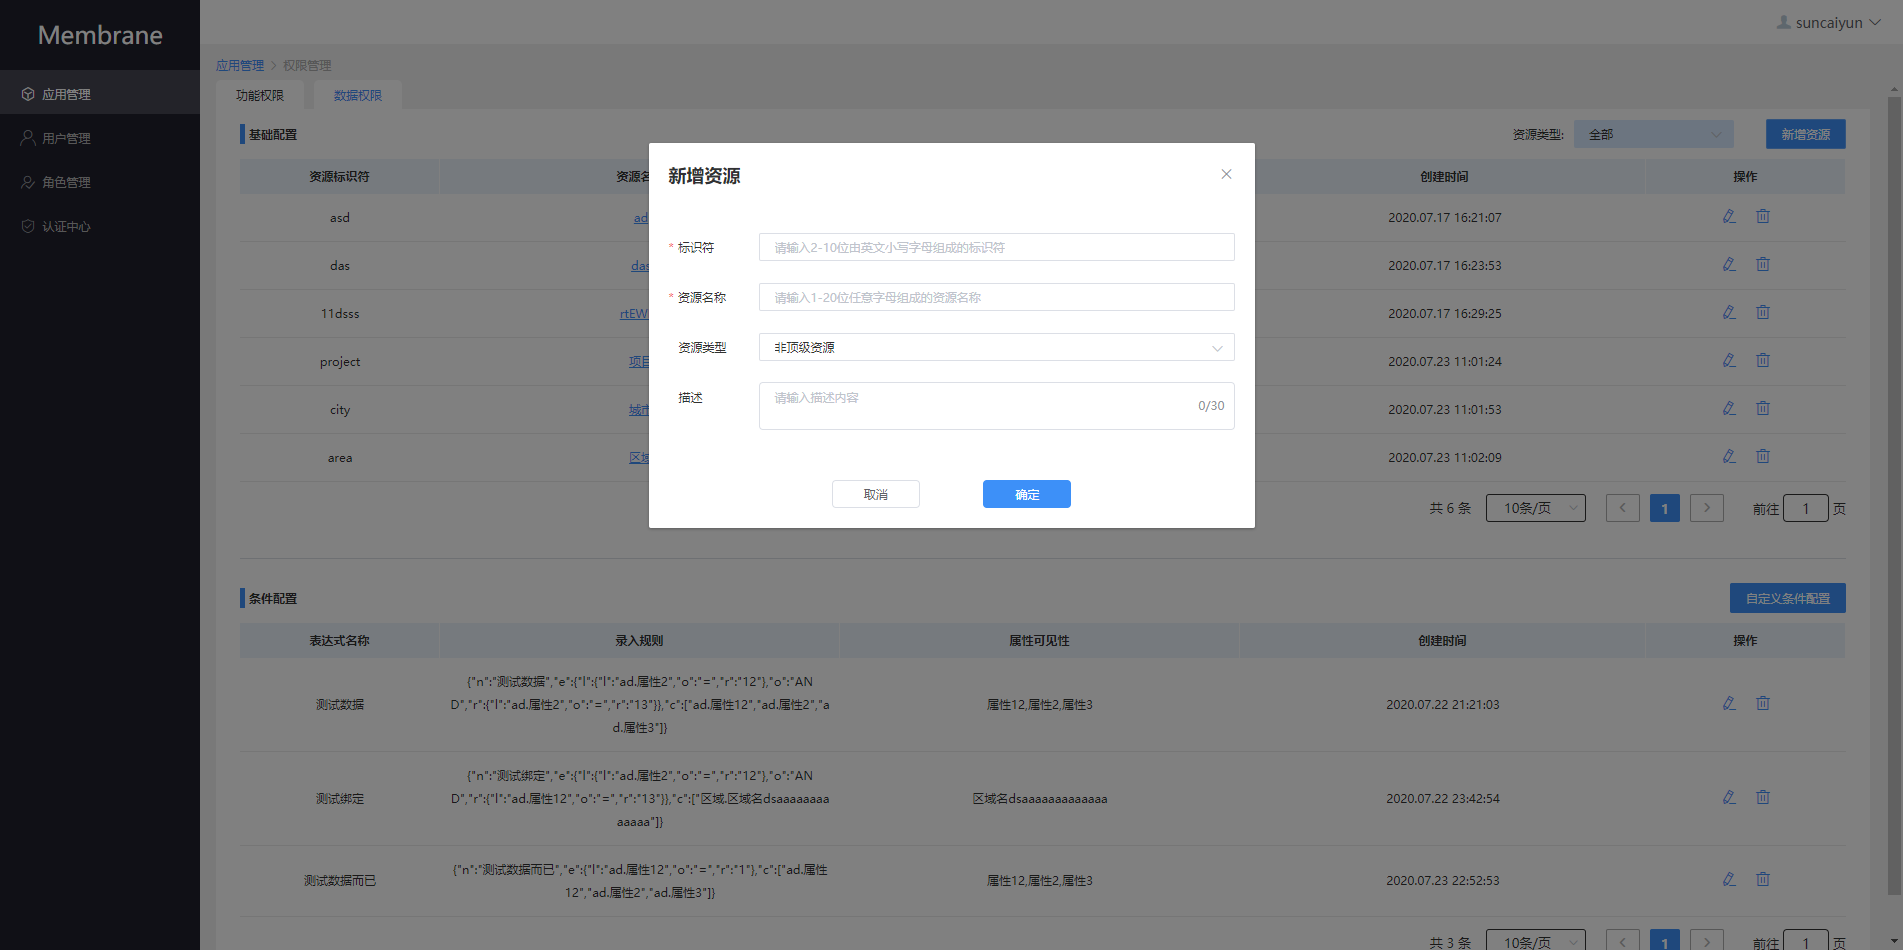 Membrane
suncaiyun
应用管理
用户管理
角色管理
认证中心
应用管理 > 权限管理
功能权限 数据权限
基础配置 资源类型: 全部 新增资源
资源标识符 资源名 创建时间 操作
asd ad 2020.07.17 16:21:07
das das 2020.07.17 16:23:53
11dsss rtEW 2020.07.17 16:29:25
project 项目 2020.07.23 11:01:24
city 城市 2020.07.23 11:01:53
area 区域 2020.07.23 11:02:09
共 6 条 10条/页 < 1 > 前往 1 页
新增资源
* 标识符 请输入2-10位由英文小写字母组成的标识符
* 资源名称 请输入1-20位任意字母组成的资源名称
资源类型 非顶级资源
描述 请输入描述内容 0/30
取消 确定
条件配置 自定义条件配置
表达式名称 录入规则 属性可见性 创建时间 操作
测试数据
{"n":"测试数据","e":{"l":{"l":"ad.属性2","o":"=","r":"12"},"o":"AN
D","r":{"l":"ad.属性2","o":"=","r":"13"}},"c":["ad.属性12","ad.属性2","a
d.属性3"]}
属性12,属性2,属性3
2020.07.22 21:21:03
测试绑定
{"n":"测试绑定","e":{"l":{"l":"ad.属性2","o":"=","r":"12"},"o":"AN
D","r":{"l":"ad.属性12","o":"=","r":"13"}},"c":["区域.区域名dsaaaaaaaa
aaaaa"]}
区域名dsaaaaaaaaaaaaa
2020.07.22 23:42:54
测试数据而已
{"n":"测试数据而已","e":{"l":"ad.属性12","o":"=","r":"1"},"c":["ad.属性
12","ad.属性2","ad.属性3"]}
属性12,属性2,属性3
2020.07.23 22:52:53
共 3 条 10条/页 < 1 > 前往 1 页